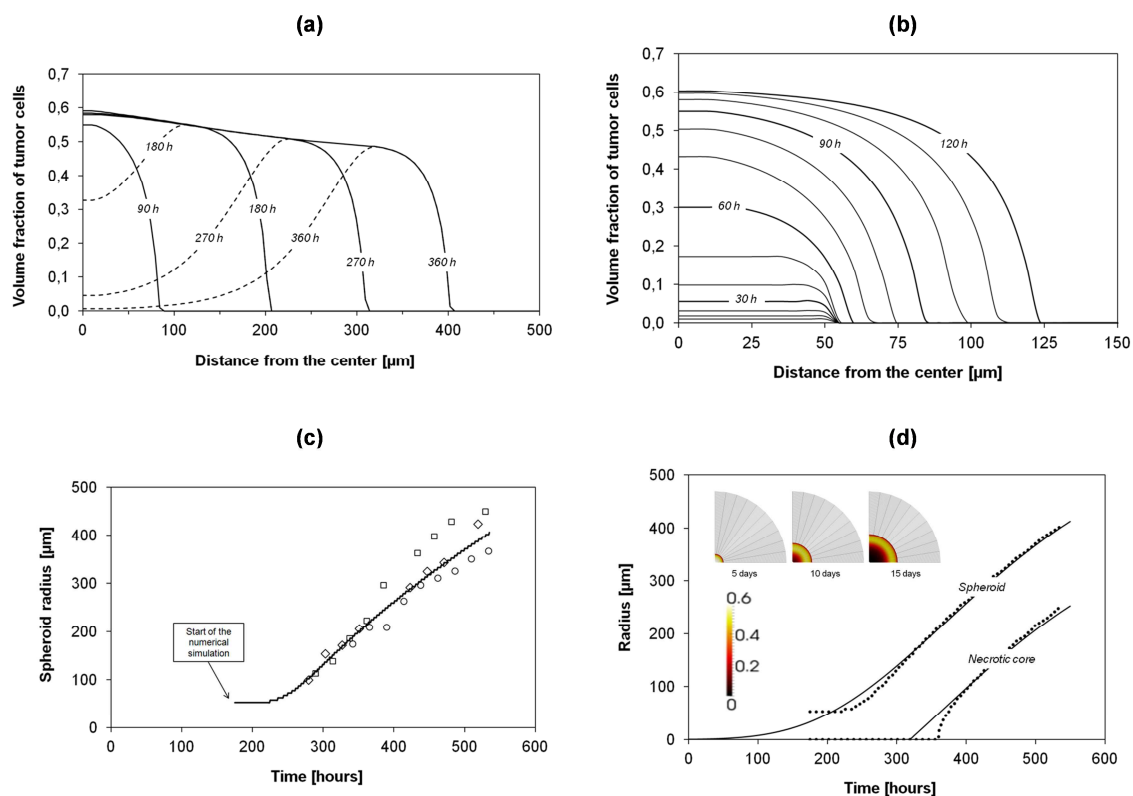 (a)
0,7
0,6
0,5
0,4
0,3
0,2
0,1
0,0
Volume fraction of tumor cells
180 h
90 h
180 h
270 h
360 h
270 h
360 h
0
100
200
300
400
500
Distance from the center [µm]
(b)
0,7
0,6
0,5
0,4
0,3
0,2
0,1
0,0
Volume fraction of tumor cells
120 h
90 h
60 h
30 h
0
25
50
75
100
125
150
Distance from the center [µm]
(c)
500
400
300
200
100
0
Spheroid radius [µm]
Start of the
numerical
simulation
0
100
200
300
400
500
600
Time [hours]
(d)
500
400
300
200
100
0
Radius [µm]
5 days
10 days
15 days
0.6
0.4
0.2
0
Spheroid
Necrotic core
0
100
200
300
400
500
600
Time [hours]